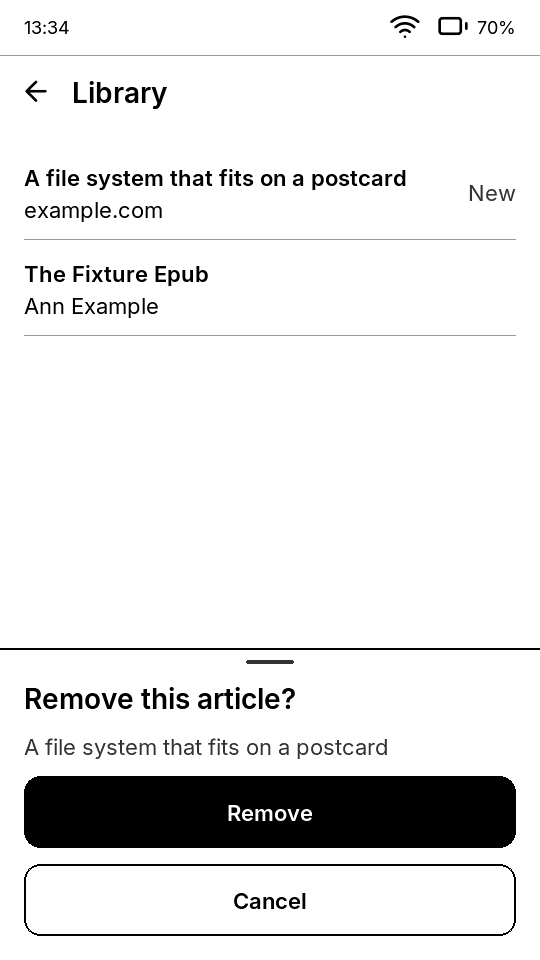 13:34
70%
Library
A file system that fits on a postcard
example.com
New
The Fixture Epub
Ann Example
Remove this article?
A file system that fits on a postcard
Remove
Cancel